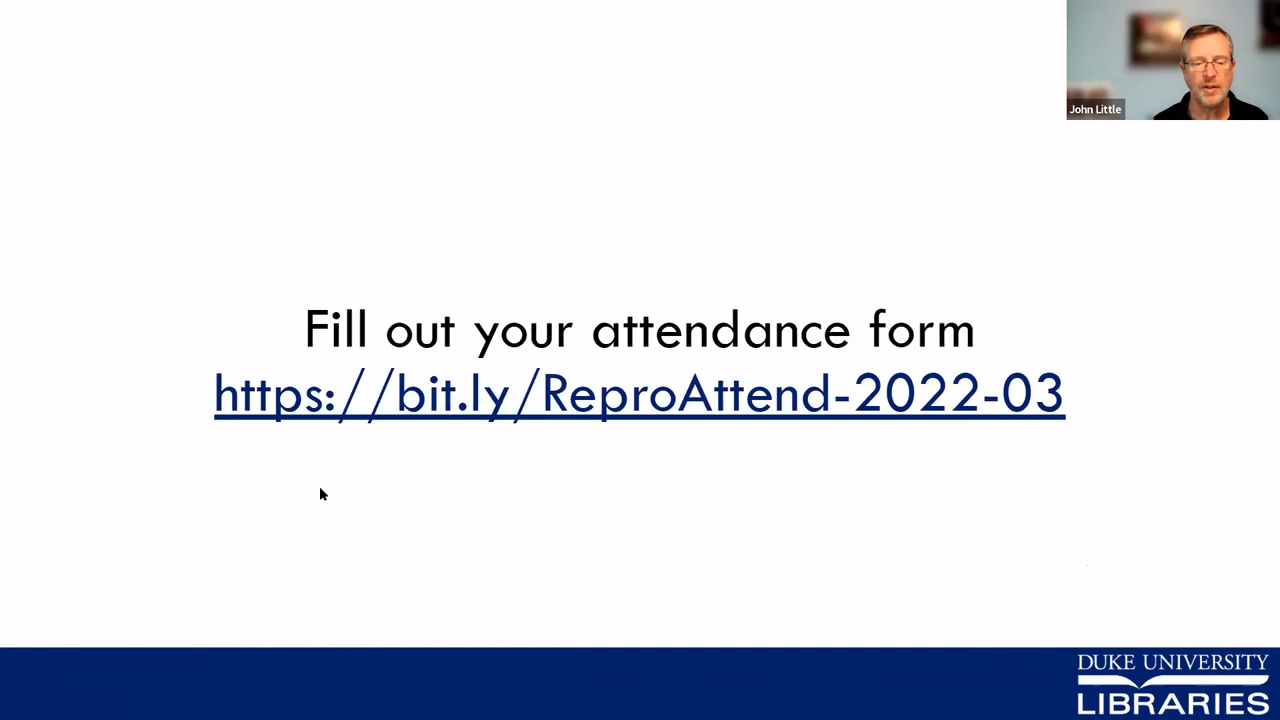 John Little
Fill out your attendance form
https://bit.ly/ReproAttend-2022-03
DUKE UNIVERSITY
LIBRARIES